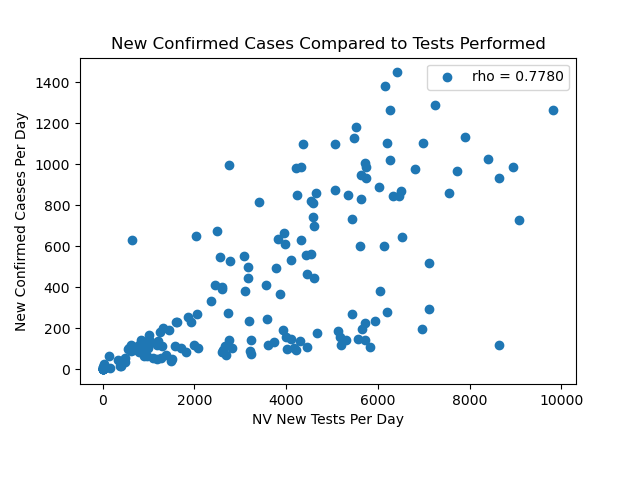 New Confirmed Cases Compared to Tests Performed
rho = 0.7780
New Confirmed Caeses Per Day
1400
1200
1000
800
600
400
200
0
0 2000 4000 6000 8000 10000
NV New Tests Per Day